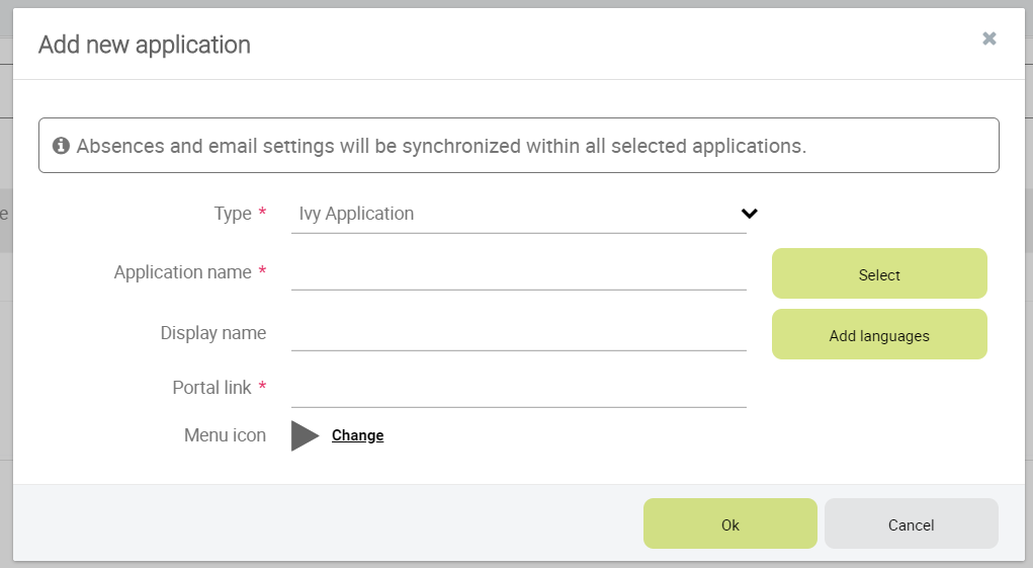 Add new application
Absences and email settings will be synchronized within all selected applications.
Type *
Ivy Application
Application name *
Select
Display name
Add languages
Portal link *
Menu icon
Change
Ok
Cancel